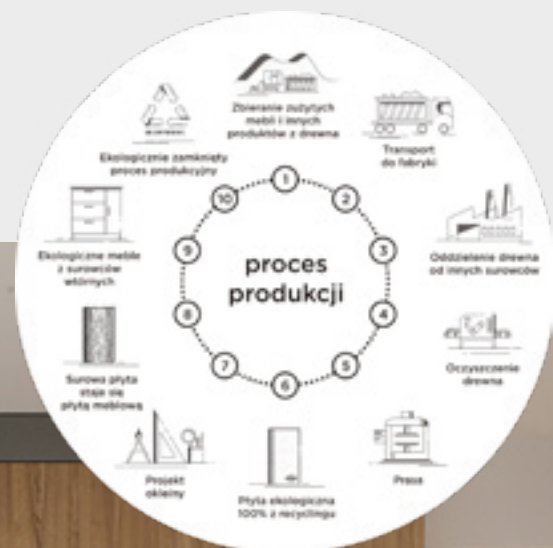 Zbieranie zużytych
mebli i innych
produktów z drewna
1
Transport
do fabryki
2
Oddzielenie drewna
od innych surowców
3
Oczyszczenie
drewna
4
Prasa
5
Płyta ekologiczna
100% z recyclingu
6
Projekt
okleiny
7
Surowa płyta
staje się
płytą meblową
8
Ekologiczne meble
z surowców
wtórnych
9
Ekologicznie zamknięty
proces produkcyjny
10
proces
produkcji